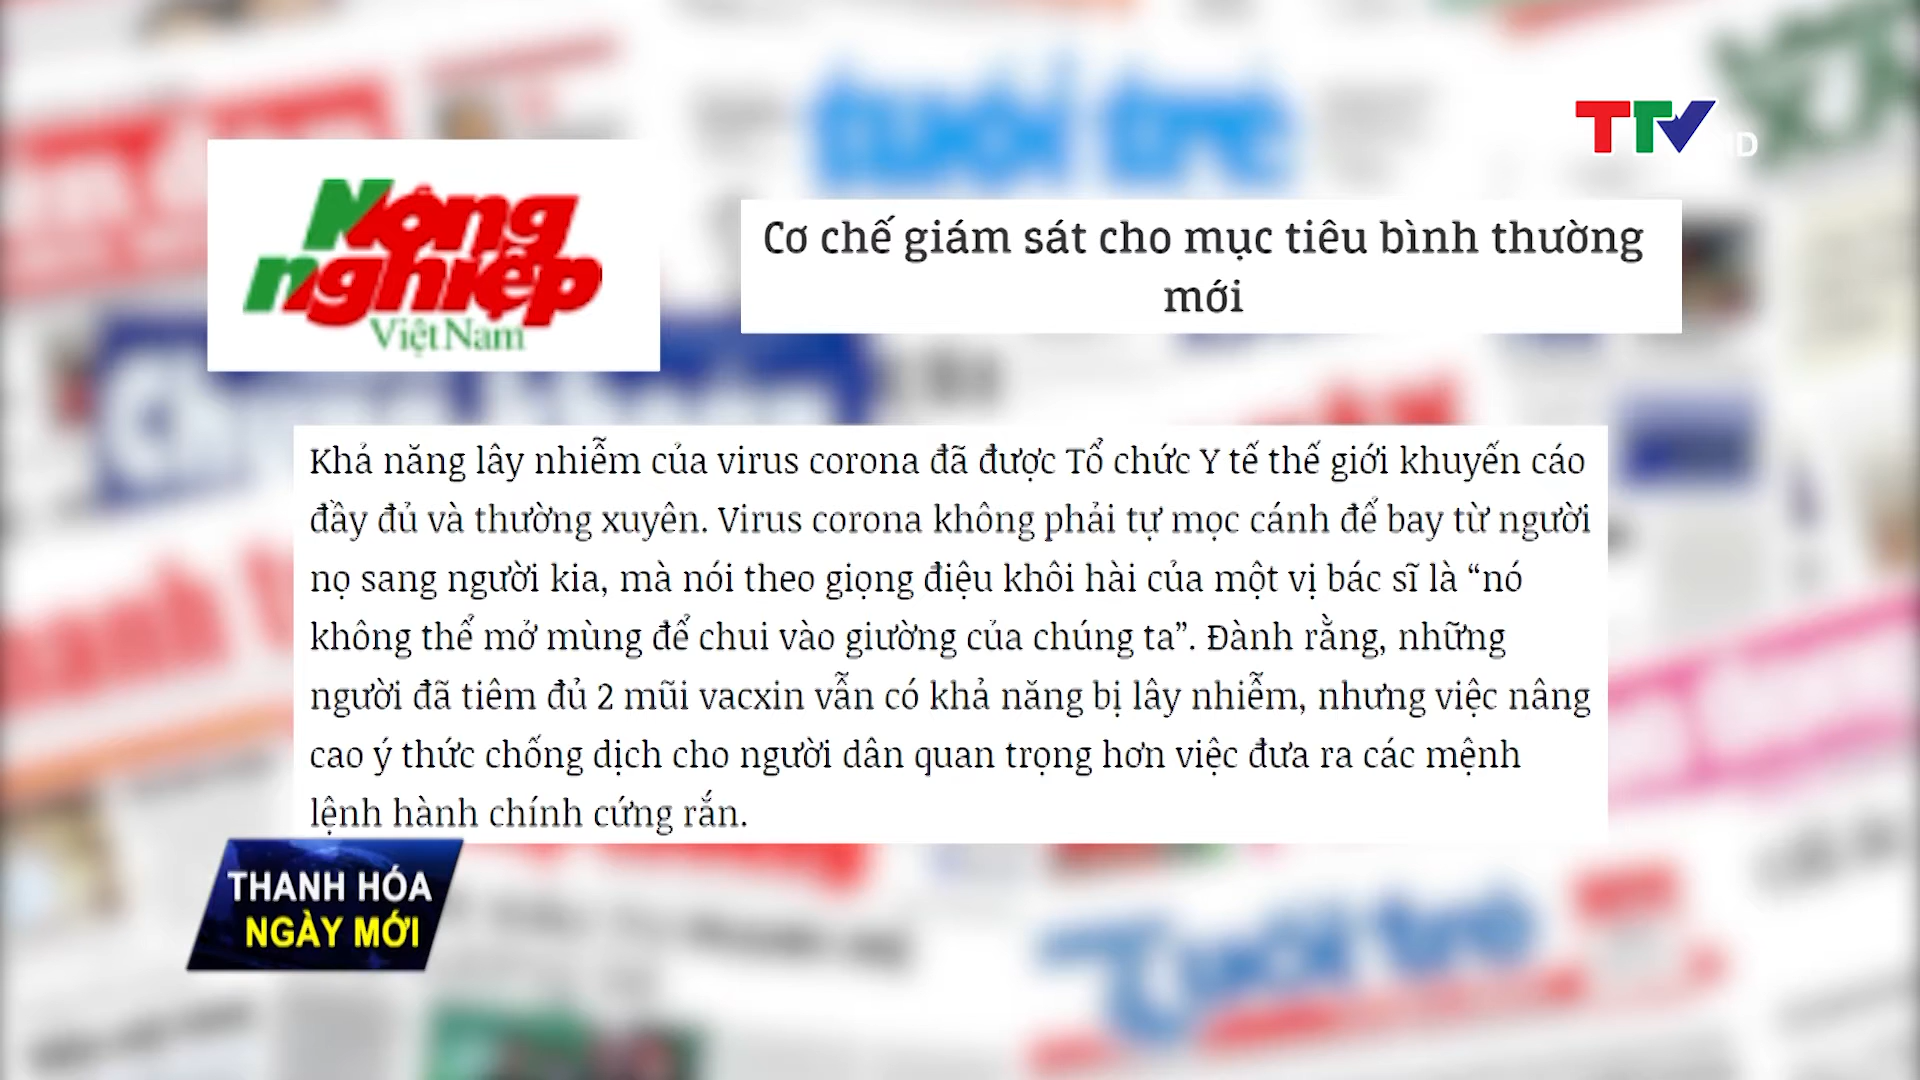 TTV HD
Nông
nghiệp
Việt Nam
Cơ chế giám sát cho mục tiêu bình thường
mới
Khả năng lây nhiễm của virus corona đã được Tổ chức Y tế thế giới khuyến cáo
đầy đủ và thường xuyên. Virus corona không phải tự mọc cánh để bay từ người
nọ sang người kia, mà nói theo giọng điệu khôi hài của một vị bác sĩ là “nó
không thể mở mùng để chui vào giường của chúng ta”. Đành rằng, những
người đã tiêm đủ 2 mũi vacxin vẫn có khả năng bị lây nhiễm, nhưng việc nâng
cao ý thức chống dịch cho người dân quan trọng hơn việc đưa ra các mệnh
lệnh hành chính cứng rắn.
THANH HÓA
NGÀY MỚI
tuổi trẻ
Tuổi trẻ